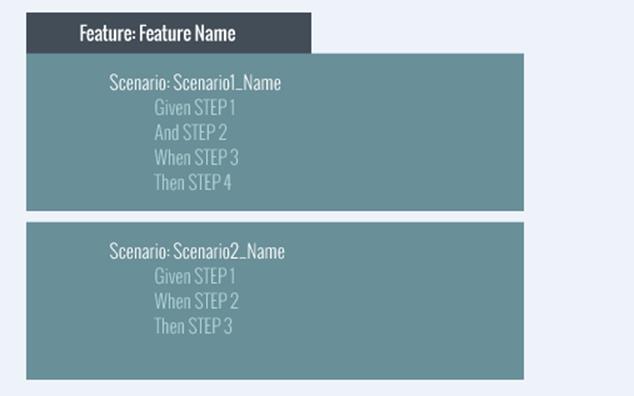 Feature: Feature Name
Scenario: Scenario1_Name
Given STEP 1
And STEP 2
When STEP 3
Then STEP 4
Scenario: Scenario2_Name
Given STEP 1
When STEP 2
Then STEP 3